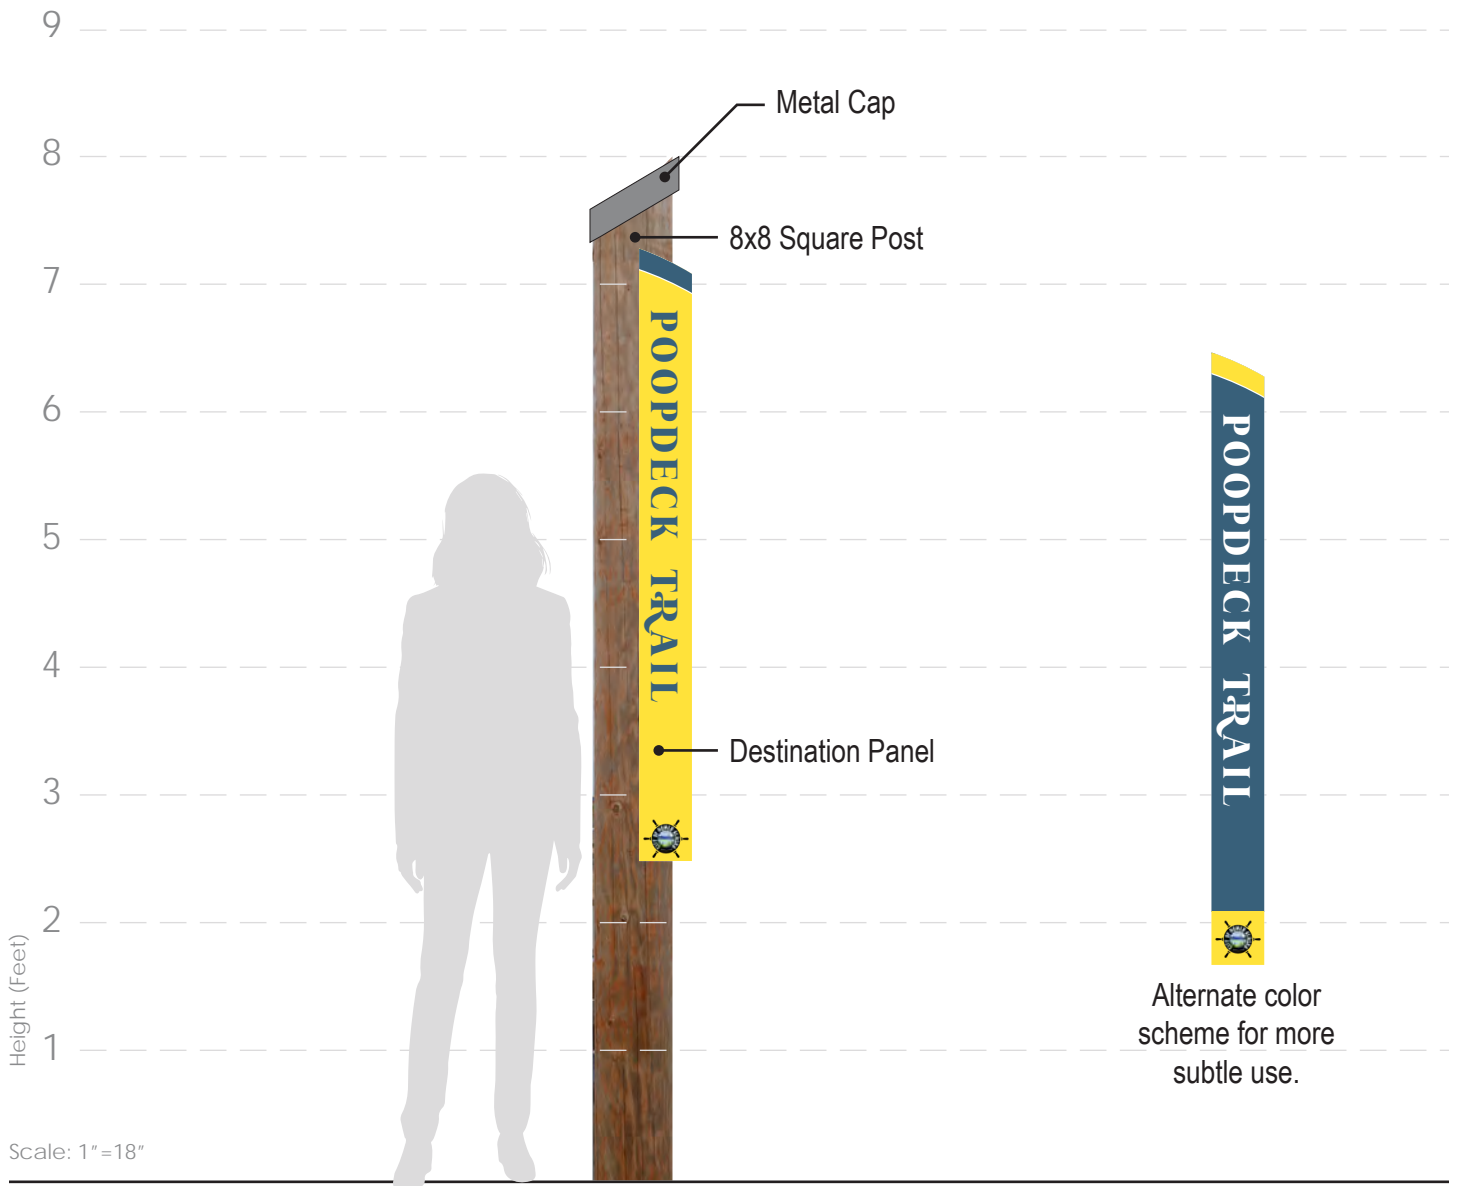 9
Metal Cap
8
8x8 Square Post
7
POOPDECK TRAIL
6
POOPDECK TRAIL
5
4
Destination Panel
3
2
Alternate color
scheme for more
subtle use.
Height (Feet)
1
Scale: 1"=18"